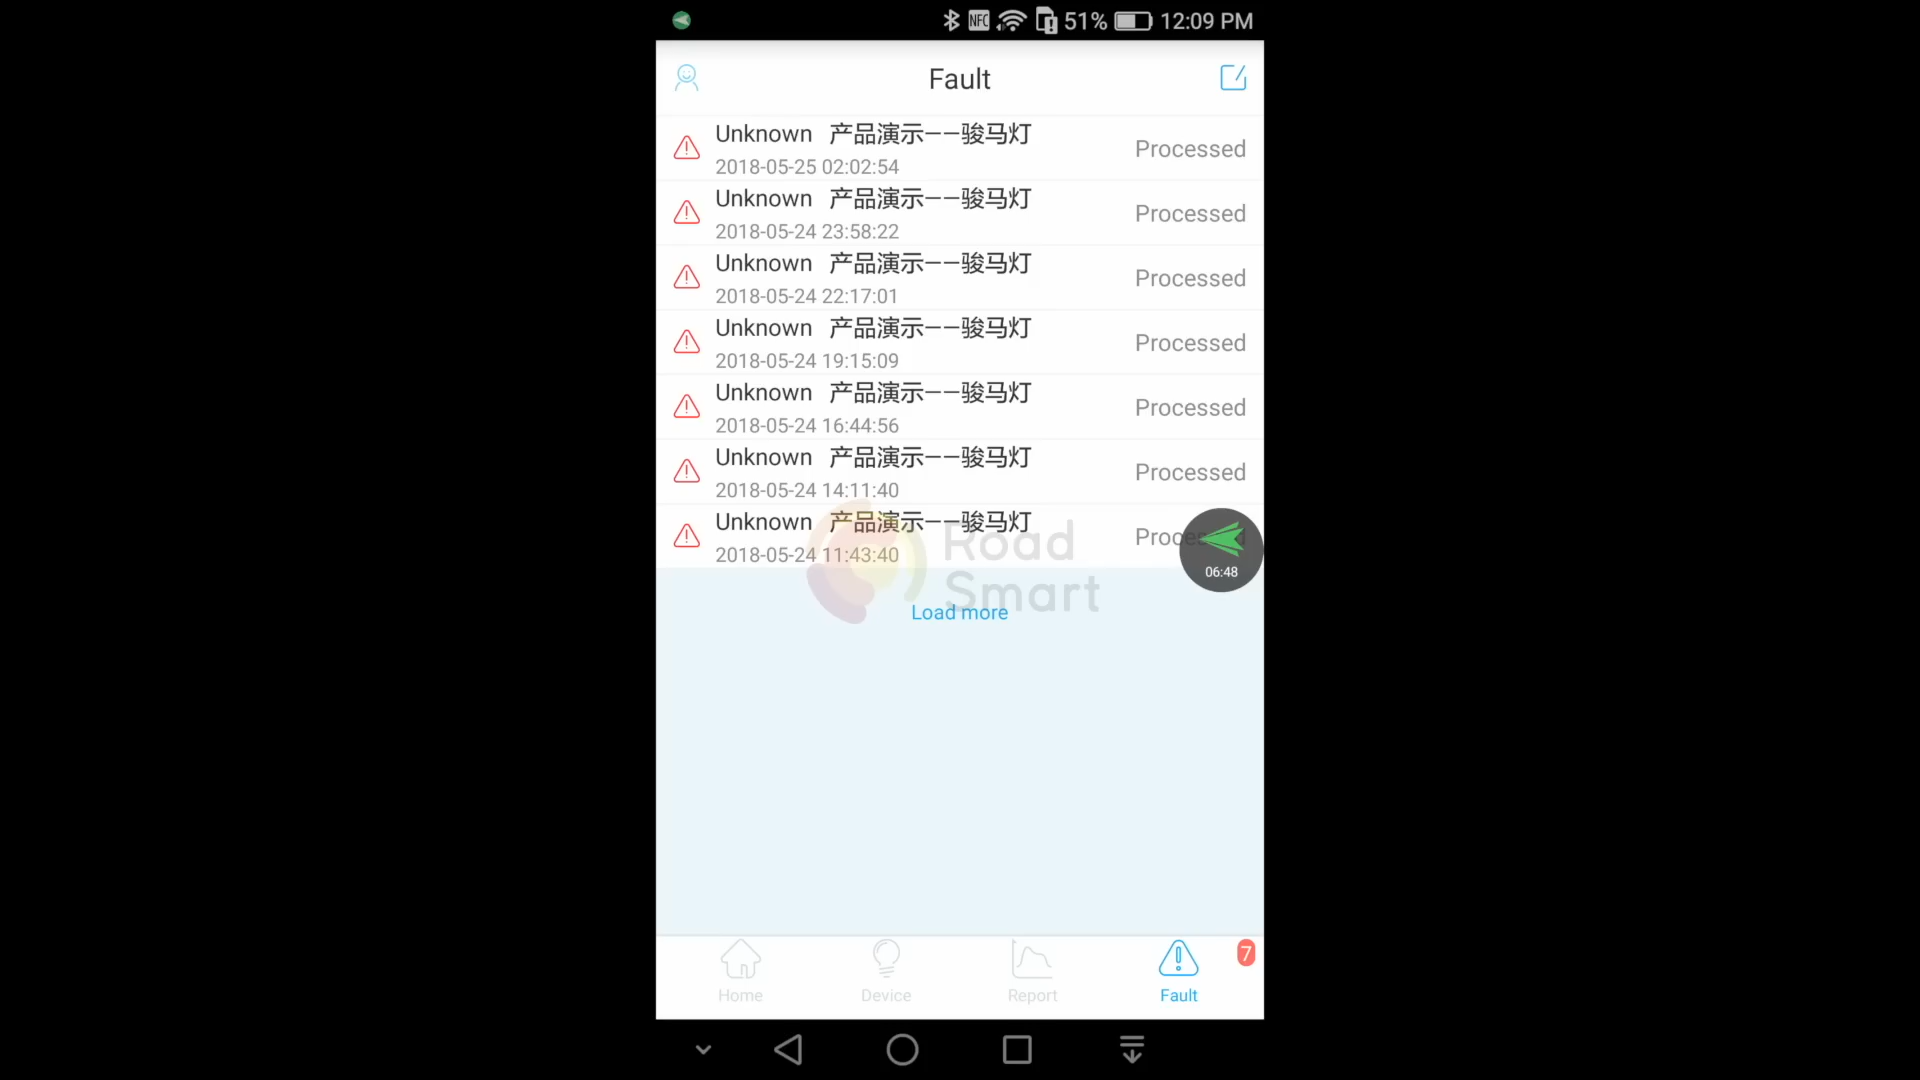 NFC 51% 12:09 PM
Fault
Unknown 产品演示——骏马灯
2018-05-25 02:02:54
Processed
Unknown 产品演示——骏马灯
2018-05-24 23:58:22
Processed
Unknown 产品演示——骏马灯
2018-05-24 22:17:01
Processed
Unknown 产品演示——骏马灯
2018-05-24 19:15:09
Processed
Unknown 产品演示——骏马灯
2018-05-24 16:44:56
Processed
Unknown 产品演示——骏马灯
2018-05-24 14:11:40
Processed
Unknown 产品演示——骏马灯
2018-05-24 11:43:40
Processed
06:48
Road
Smart
Load more
7
Home Device Report Fault